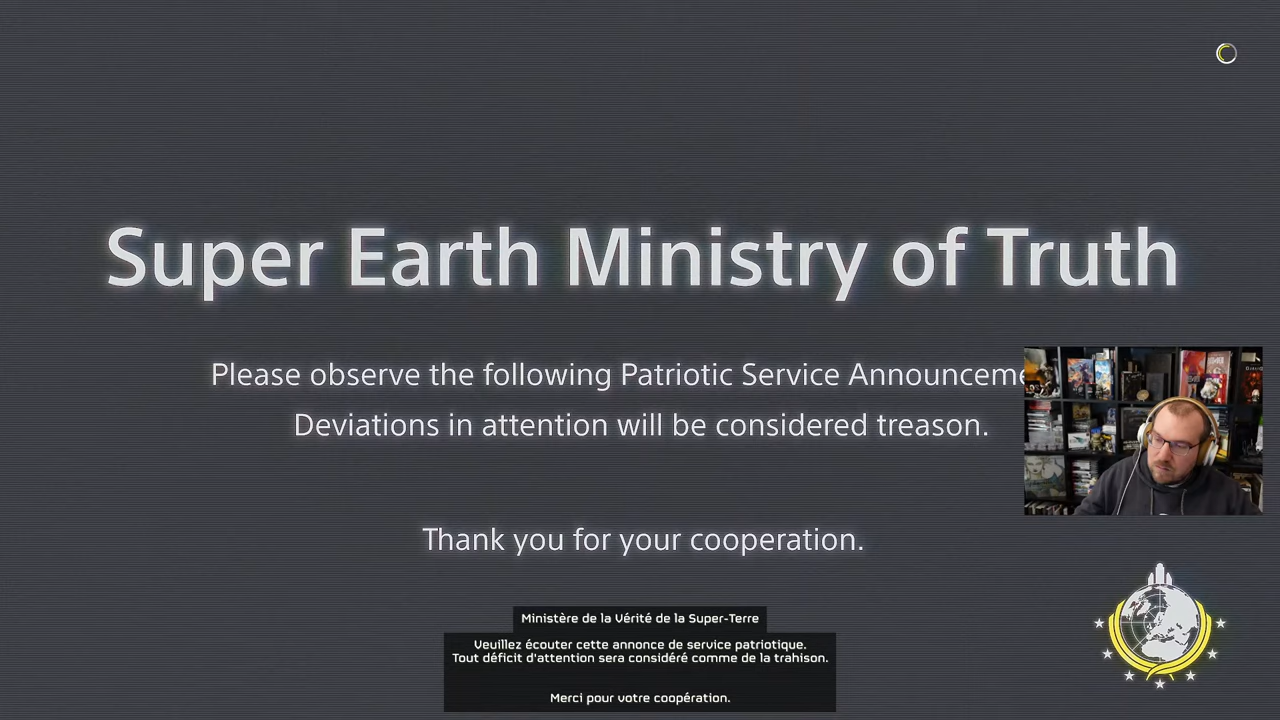 Super Earth Ministry of Truth
Please observe the following Patriotic Service
Deviations in attention will be considered treason.
Thank you for your cooperation.
Ministère de la Vérité de la Super-Terre
Veuillez écouter cette annonce de service patriotique.
Tout déficit d'attention sera considéré comme de la trahison.
Merci pour votre coopération.